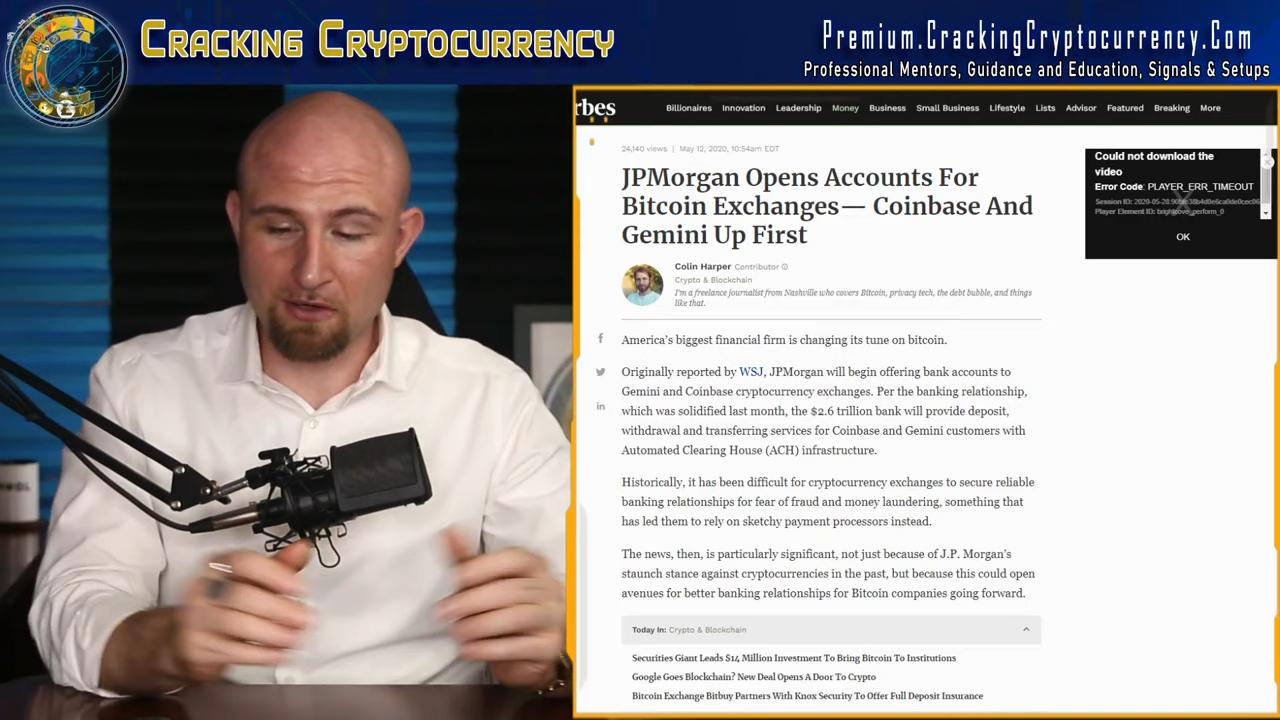 CRACKING CRYPTOCURRENCY
Premium.CrackingCryptocurrency.Com
Professional Mentors, Guidance and Education, Signals & Setups
rbes
Billionaires Innovation Leadership Money Business Small Business Lifestyle Lists Advisor Featured Breaking More
24,140 views | May 12, 2020, 10:54am EDT
JPMorgan Opens Accounts For
Bitcoin Exchanges— Coinbase And
Gemini Up First
Colin Harper Contributor
Crypto & Blockchain
I'm a freelance journalist from Nashville who covers Bitcoin, privacy tech, the debt bubble, and things
like that.
Could not download the
video
Error Code: PLAYER_ERR_TIMEOUT
Player Element ID: brightcove_perform_0
OK
America's biggest financial firm is changing its tune on bitcoin.
Originally reported by WSJ, JPMorgan will begin offering bank accounts to
Gemini and Coinbase cryptocurrency exchanges. Per the banking relationship,
which was solidified last month, the $2.6 trillion bank will provide deposit,
withdrawal and transferring services for Coinbase and Gemini customers with
Automated Clearing House (ACH) infrastructure.
Historically, it has been difficult for cryptocurrency exchanges to secure reliable
banking relationships for fear of fraud and money laundering, something that
has led them to rely on sketchy payment processors instead.
The news, then, is particularly significant, not just because of J.P. Morgan's
staunch stance against cryptocurrencies in the past, but because this could open
avenues for better banking relationships for Bitcoin companies going forward.
Today In: Crypto & Blockchain
Securities Giant Leads $14 Million Investment To Bring Bitcoin To Institutions
Google Goes Blockchain? New Deal Opens A Door To Crypto
Bitcoin Exchange Bitbuy Partners With Knox Security To Offer Full Deposit Insurance